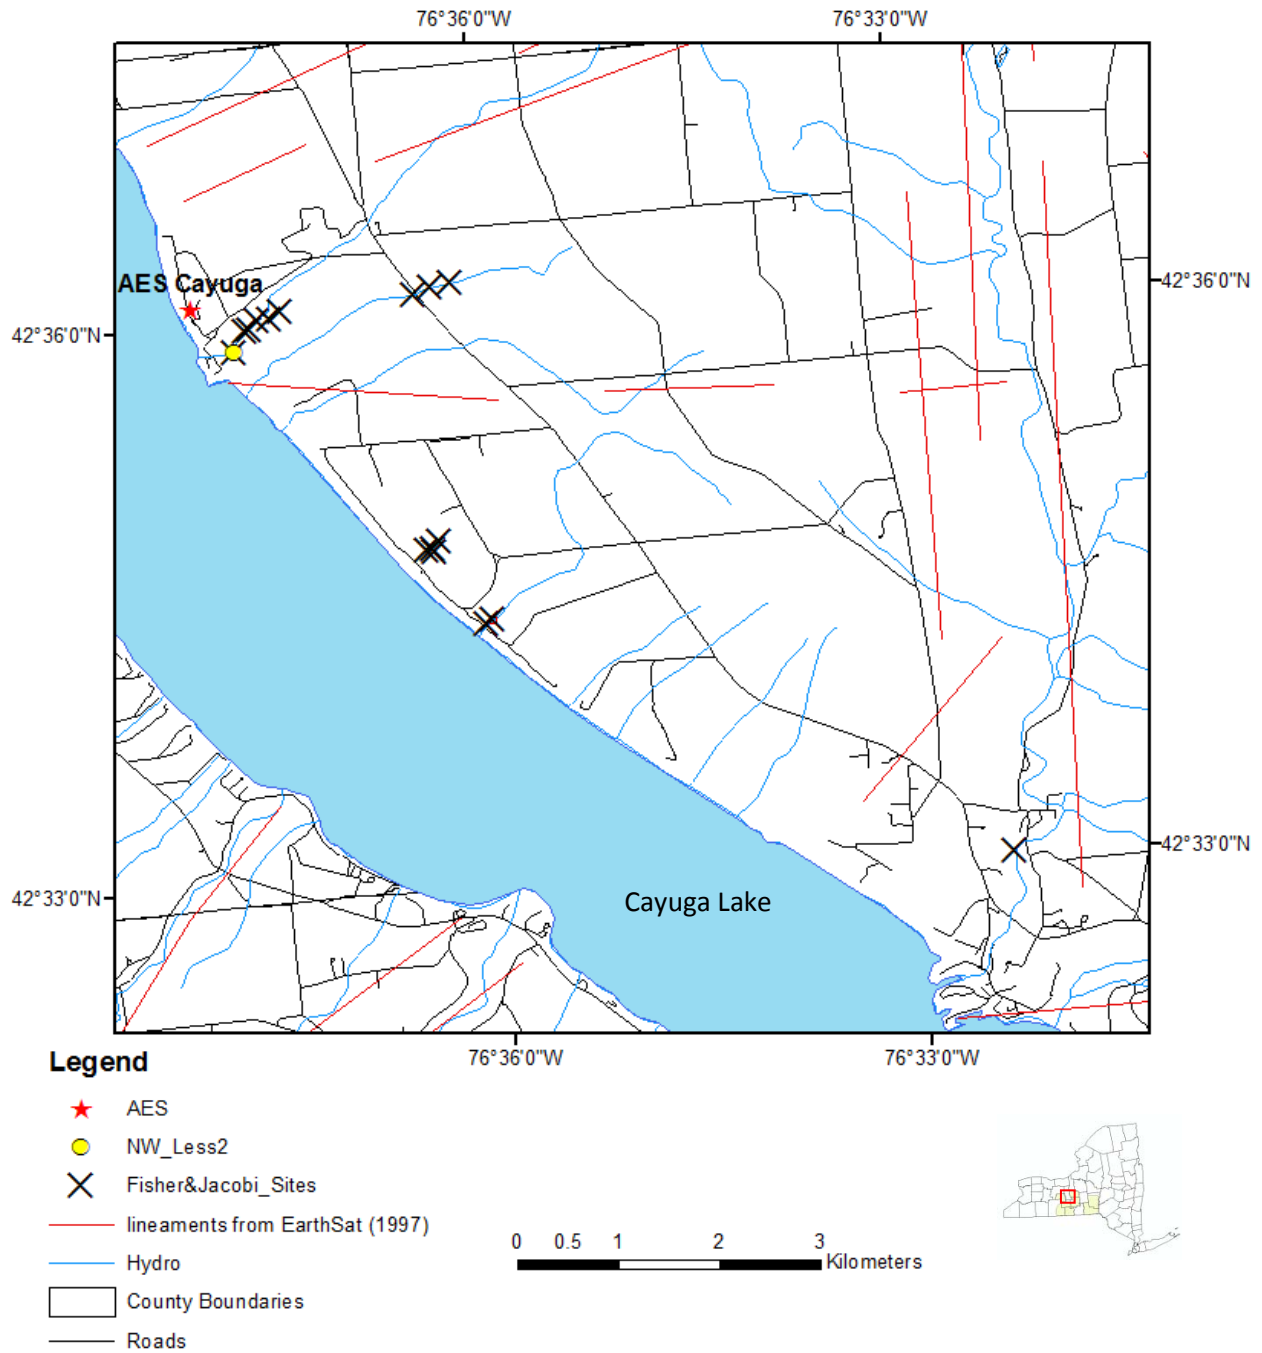 76°36'0"W
76°33'0"W
AES Cayuga
42°36'0"N
42°36'0"N
42°33'0"N
42°33'0"N
Cayuga Lake
76°36'0"W
76°33'0"W
Legend
AES
NW_Less2
Fisher&Jacobi_Sites
lineaments from EarthSat (1997)
Hydro
County Boundaries
Roads
0 0.5 1 2 3
Kilometers